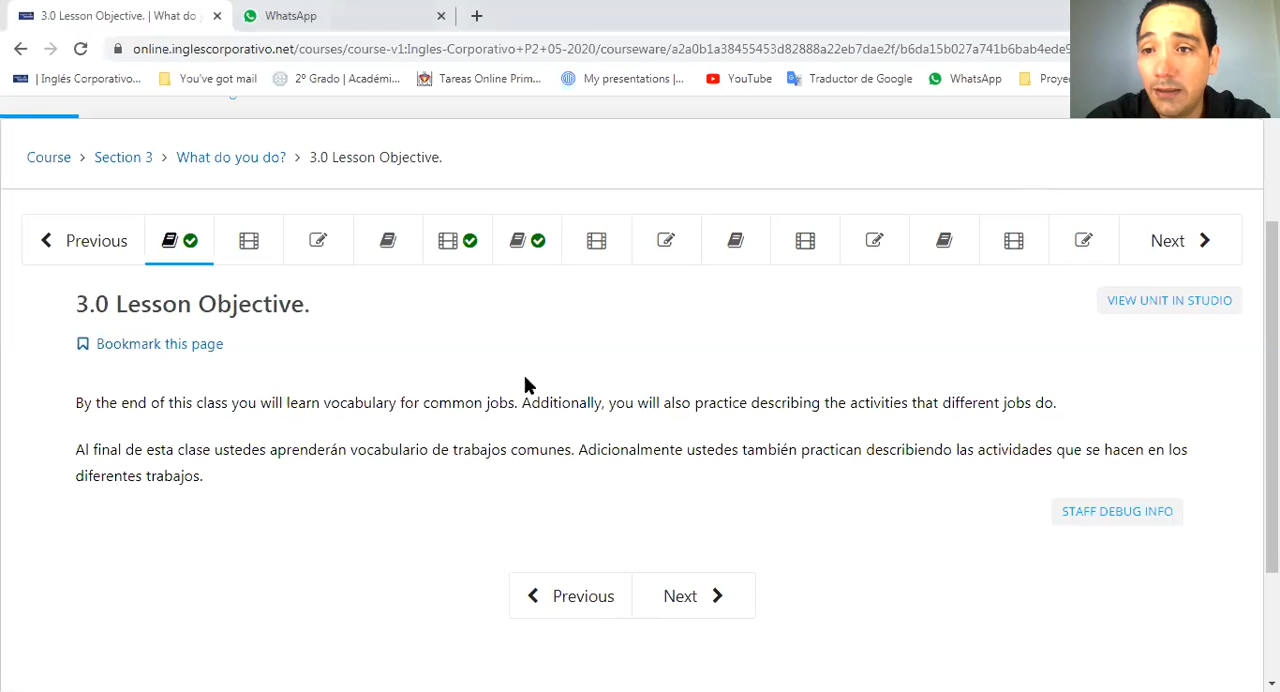 3.0 Lesson Objective. | What do
WhatsApp
online.inglescorporativo.net/courses/course-v1:Ingles-Corporativo+P2+05-2020/courseware/a2a0b1a38455453d82888a22eb7dae2f/b6da15b027a741b6bab4ede9
| Inglés Corporativo... You've got mail 2º Grado | Académi... Tareas Online Prim... My presentations |... YouTube Traductor de Google WhatsApp Proye
Course > Section 3 > What do you do? > 3.0 Lesson Objective.
Previous Next
3.0 Lesson Objective.
VIEW UNIT IN STUDIO
Bookmark this page
By the end of this class you will learn vocabulary for common jobs. Additionally, you will also practice describing the activities that different jobs do.
Al final de esta clase ustedes aprenderán vocabulario de trabajos comunes. Adicionalmente ustedes también practican describiendo las actividades que se hacen en los
diferentes trabajos.
STAFF DEBUG INFO
Previous Next